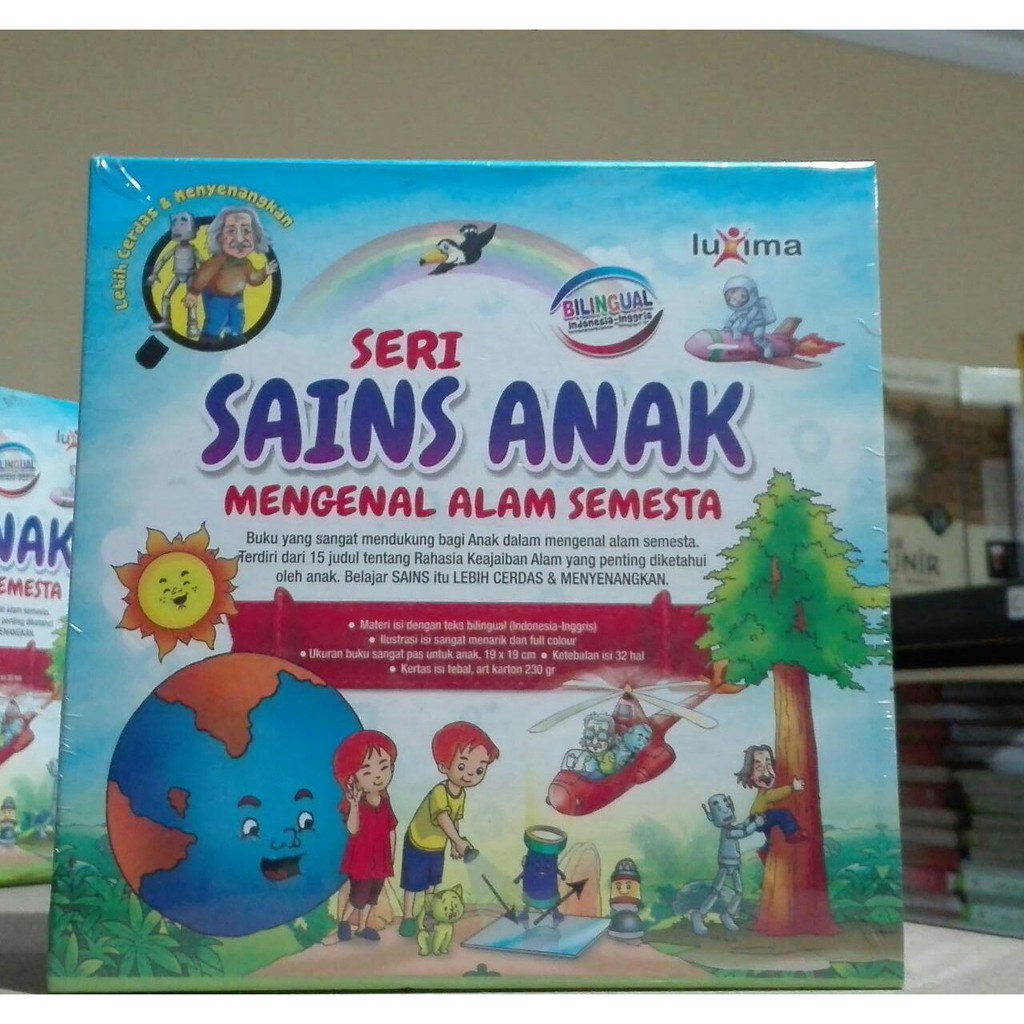 Lebih Cerdas & Menyenangkan
luxima
BILINGUAL
Indonesia-Inggris
SERI
SAINS ANAK
MENGENAL ALAM SEMESTA
Buku yang sangat mendukung bagi Anak dalam mengenal alam semesta.
Terdiri dari 15 judul tentang Rahasia Keajaiban Alam yang penting diketahui
oleh anak. Belajar SAINS itu LEBIH CERDAS & MENYENANGKAN.
• Materi isi dengan teks bilingual (Indonesia-Inggris)
• Ilustrasi isi sangat menarik dan full colour
• Ukuran buku sangat pas untuk anak, 19 x 19 cm • Ketebalan isi 32 hal
• Kertas isi tebal, art karton 230 gr
lu
LINGUAL
NAK
EMESTA
UNIR